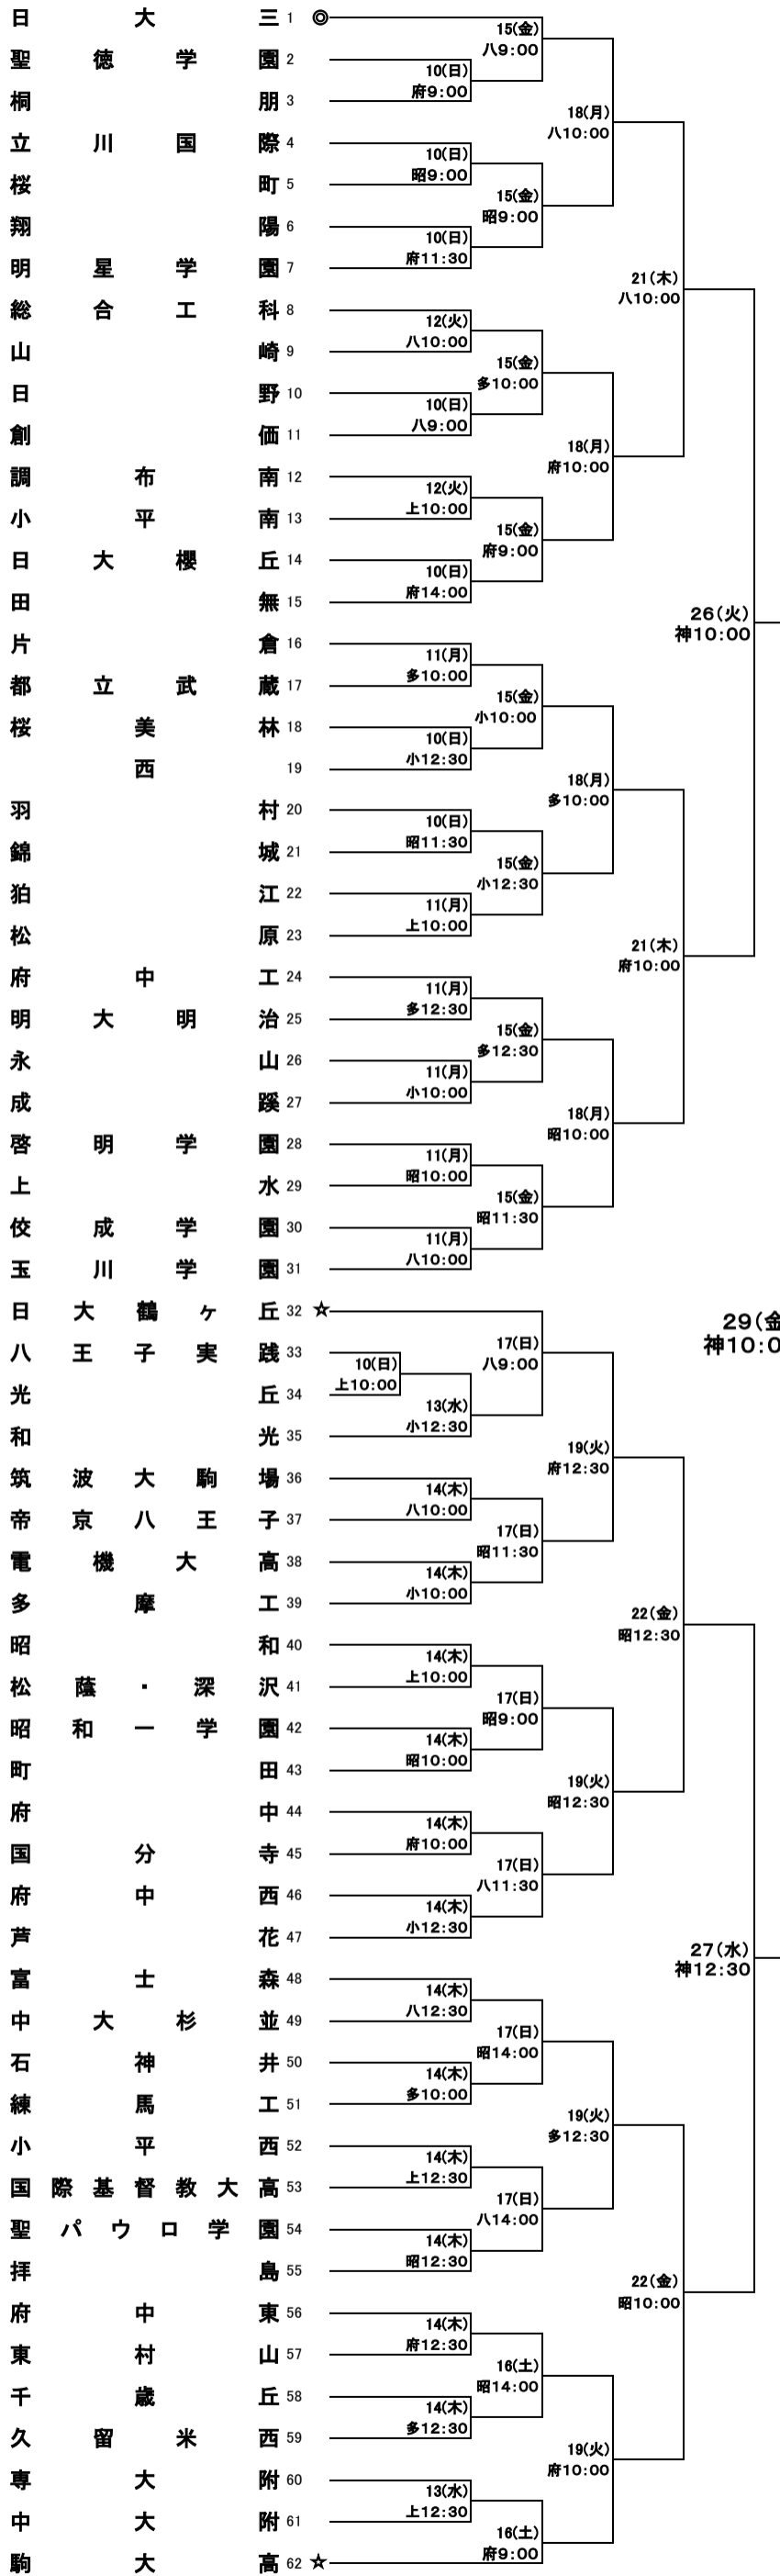 日大三 1 ◎
15(金)
八9:00
聖徳学園 2
10(日)
府9:00
桐朋 3
18(月)
八10:00
立川国際 4
10(日)
昭9:00
桜町 5
15(金)
昭9:00
翔陽 6
10(日)
府11:30
明星学園 7
21(木)
八10:00
総合工科 8
12(火)
八10:00
山崎 9
15(金)
多10:00
日野 10
10(日)
八9:00
創価 11
18(月)
府10:00
調布南 12
12(火)
上10:00
小平南 13
15(金)
府9:00
日大櫻丘 14
10(日)
府14:00
田無 15
26(火)
神10:00
片倉 16
11(月)
多10:00
都立武蔵 17
15(金)
小10:00
桜美林 18
10(日)
小12:30
西 19
18(月)
多10:00
羽村 20
10(日)
昭11:30
錦城 21
15(金)
小12:30
狛江 22
11(月)
上10:00
松原 23
21(木)
府10:00
府中工 24
11(月)
多12:30
明大明治 25
15(金)
多12:30
永山 26
11(月)
小10:00
成蹊 27
18(月)
昭10:00
啓明学園 28
11(月)
昭10:00
上水 29
15(金)
昭11:30
佼成学園 30
11(月)
八10:00
玉川学園 31
日大鶴ヶ丘 32 ☆
29(金
神10:0
17(日)
八9:00
八王子実践 33
10(日)
上10:00
光丘 34
13(水)
小12:30
和光 35
19(火)
府12:30
筑波大駒場 36
14(木)
八10:00
帝京八王子 37
17(日)
昭11:30
電機大高 38
14(木)
小10:00
多摩工 39
22(金)
昭12:30
昭和 40
14(木)
上10:00
松蔭・深沢 41
17(日)
昭9:00
昭和一学園 42
14(木)
昭10:00
町田 43
19(火)
昭12:30
府中 44
14(木)
府10:00
国分寺 45
17(日)
八11:30
府中西 46
14(木)
小12:30
芦花 47
27(水)
神12:30
富士森 48
14(木)
八12:30
中大杉並 49
17(日)
昭14:00
石神井 50
14(木)
多10:00
練馬工 51
19(火)
多12:30
小平西 52
14(木)
上12:30
国際基督教大高 53
17(日)
八14:00
聖パウロ学園 54
14(木)
昭12:30
拝島 55
22(金)
昭10:00
府中東 56
14(木)
府12:30
東村山 57
16(土)
昭14:00
千歳丘 58
14(木)
多12:30
久留米西 59
19(火)
府10:00
専大附 60
13(水)
上12:30
中大附 61
16(土)
府9:00
駒大高 62 ☆